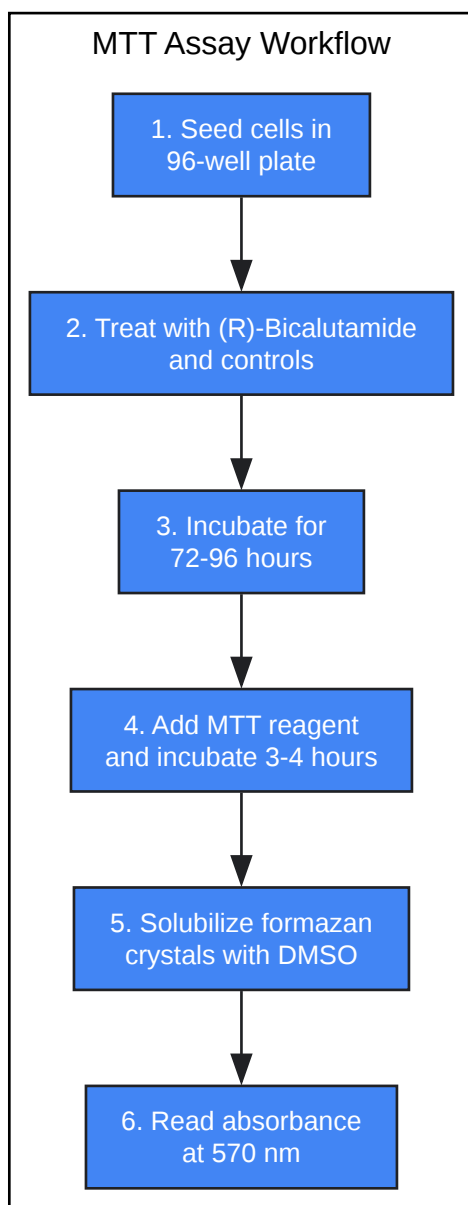 MTT Assay Workflow
1. Seed cells in
96-well plate
2. Treat with (R)-Bicalutamide
and controls
3. Incubate for
72-96 hours
4. Add MTT reagent
and incubate 3-4 hours
5. Solubilize formazan
crystals with DMSO
6. Read absorbance
at 570 nm